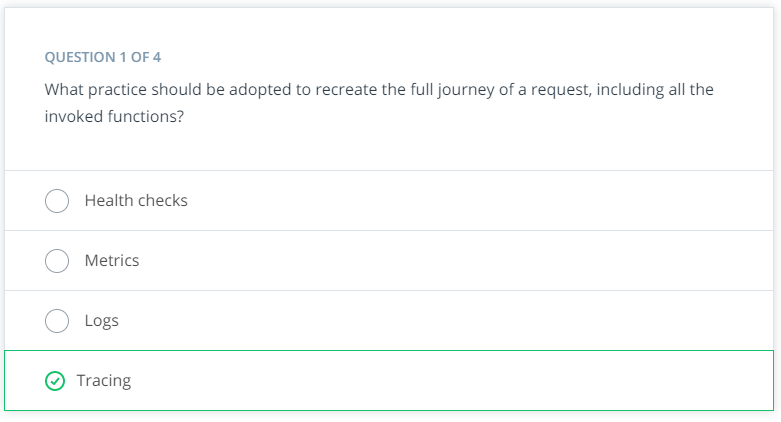 QUESTION 1 OF 4
What practice should be adopted to recreate the full journey of a request, including all the
invoked functions?
Health checks
Metrics
Logs
Tracing